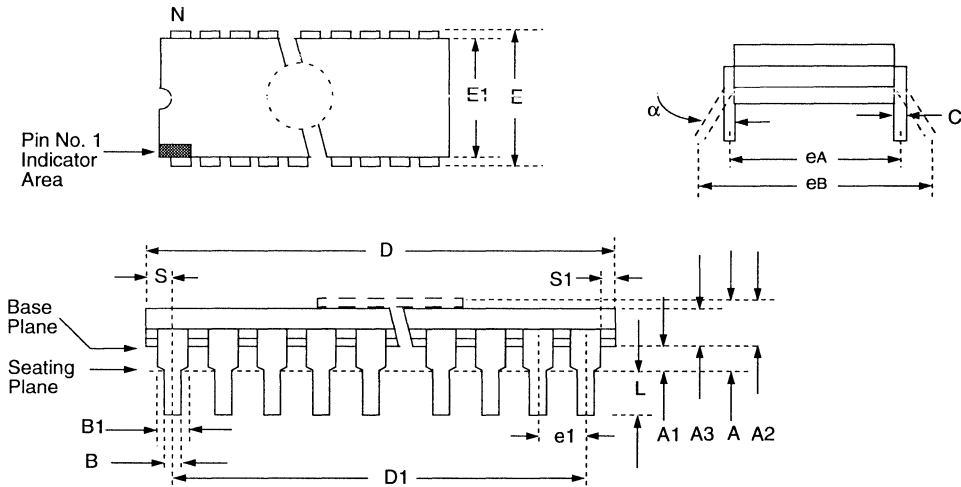 N
E1
E
Pin No. 1
Indicator
Area
α
C
eA
eB
D
S
S1
Base
Plane
Seating
Plane
L
B1
e1
A1
A3
A
A2
B
D1